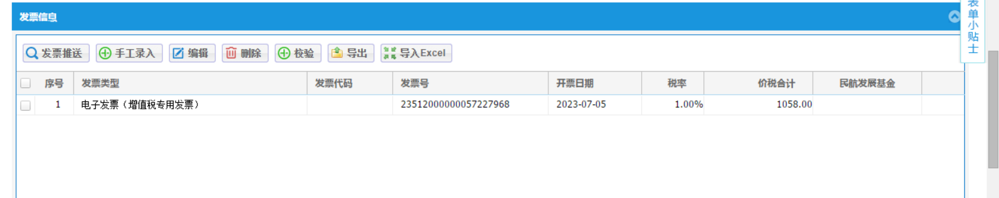 发票信息
表单小贴士
发票推送 手工录入 编辑 删除 校验 导出 导入Excel
序号 发票类型 发票代码 发票号 开票日期 税率 价税合计 民航发展基金
1 电子发票（增值税专用发票） 23512000000057227968 2023-07-05 1.00% 1058.00